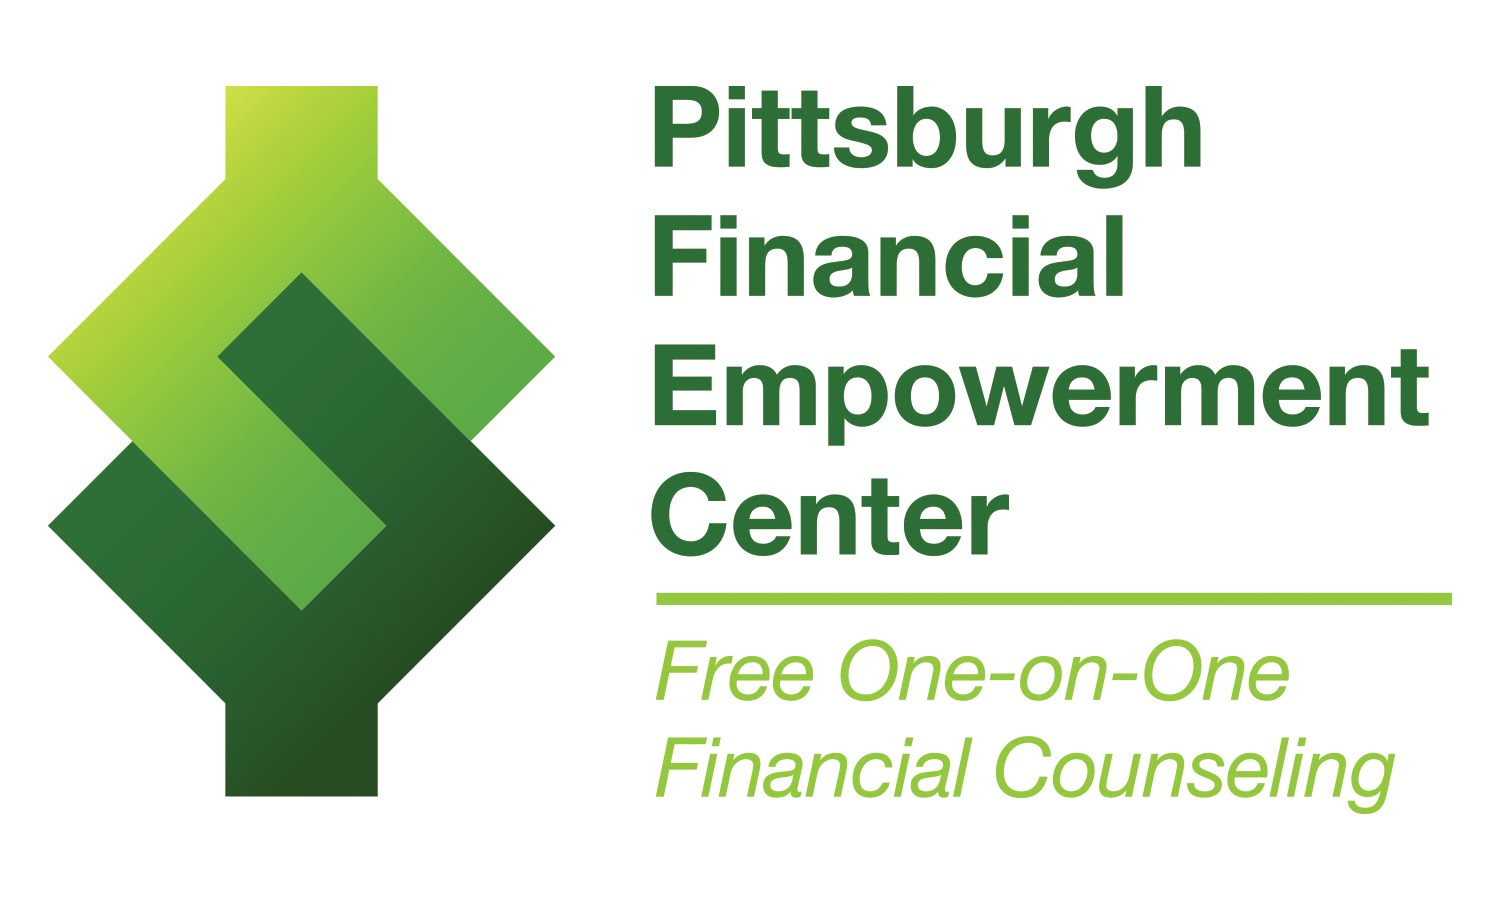 Pittsburgh
Financial
Empowerment
Center
Free One-on-One
Financial Counseling